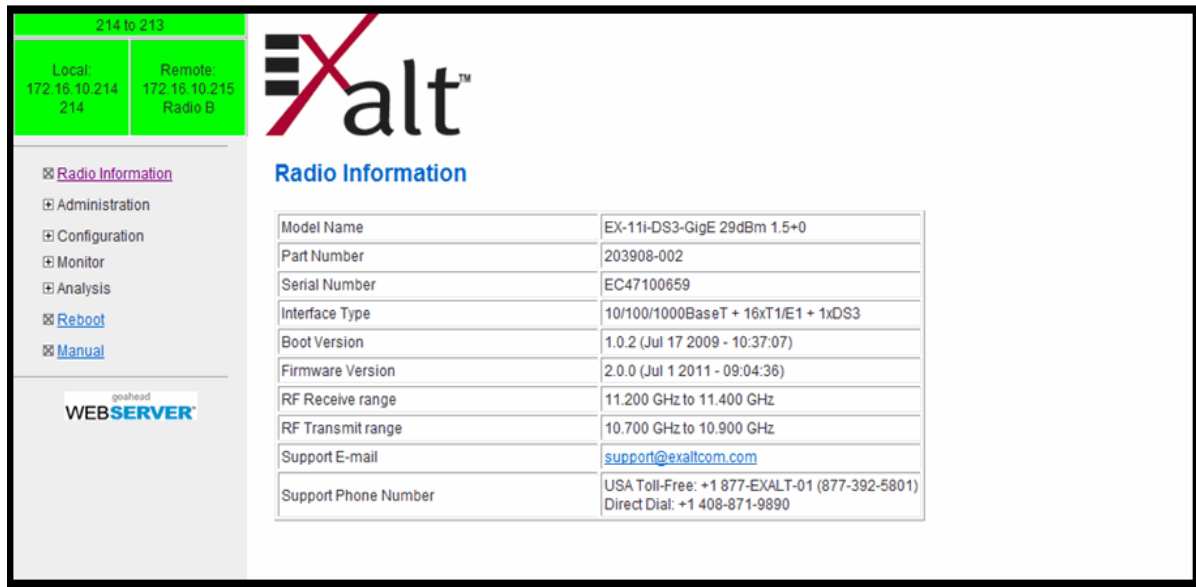 214 to 213
Local:
172.16.10.214
214
Remote:
172.16.10.215
Radio B
EXalt™
Radio Information
Administration
Configuration
Monitor
Analysis
Reboot
Manual
goahead
WEBSERVER
Radio Information
Model Name EX-11i-DS3-GigE 29dBm 1.5+0
Part Number 203908-002
Serial Number EC47100659
Interface Type 10/100/1000BaseT + 16xT1/E1 + 1xDS3
Boot Version 1.0.2 (Jul 17 2009 - 10:37:07)
Firmware Version 2.0.0 (Jul 1 2011 - 09:04:36)
RF Receive range 11.200 GHz to 11.400 GHz
RF Transmit range 10.700 GHz to 10.900 GHz
Support E-mail support@exaltcom.com
Support Phone Number USA Toll-Free: +1 877-EXALT-01 (877-392-5801)
Direct Dial: +1 408-871-9890